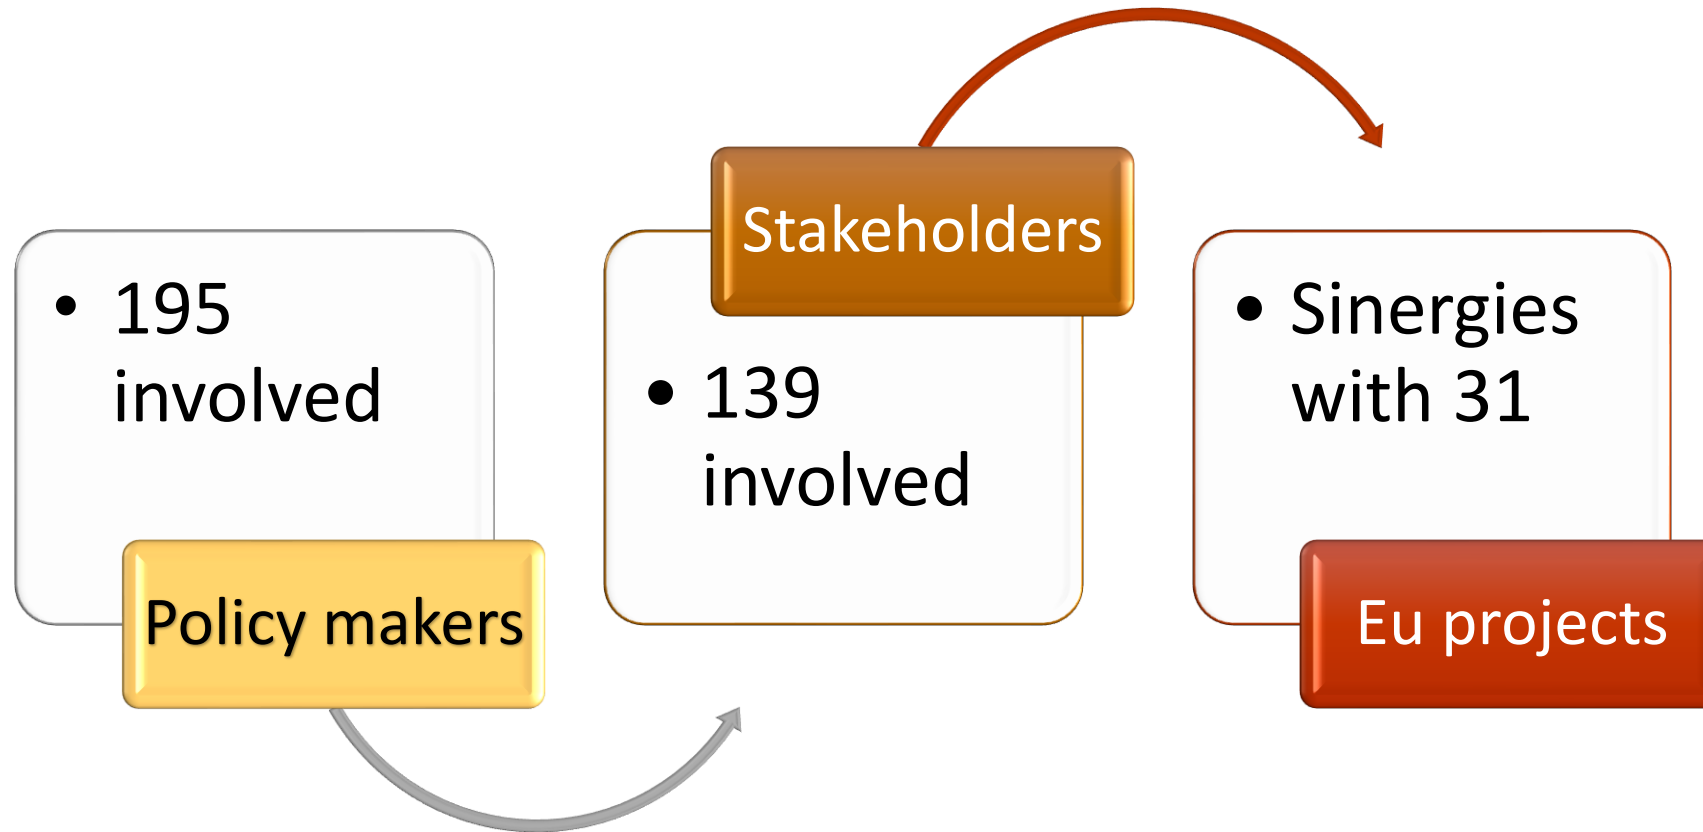 • 195
involved
Policy makers
Stakeholders
• 139
involved
• Sinergies
with 31
Eu projects